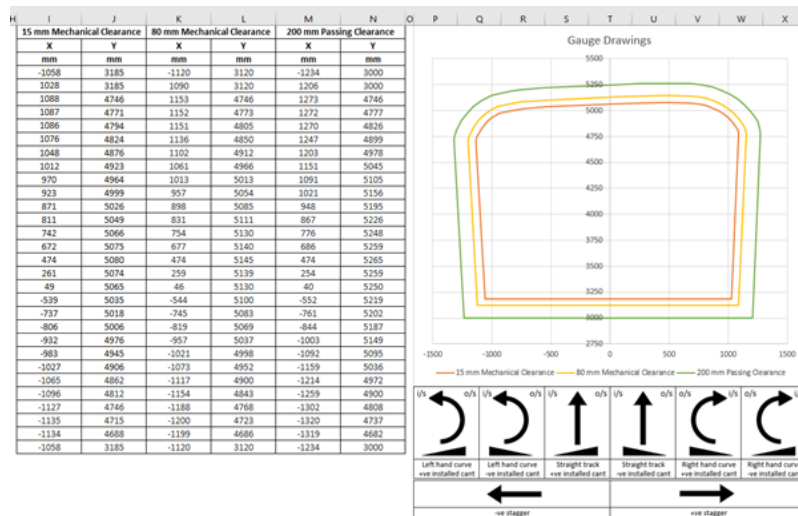 H I J K L M N O P Q R S T U V W X
15 mm Mechanical Clearance 80 mm Mechanical Clearance 200 mm Passing Clearance
X Y X Y X Y
mm mm mm mm mm mm
-1058 3185 -1120 3120 -1234 3000
1028 3185 1090 3120 1206 3000
1088 4746 1153 4746 1273 4746
1087 4771 1152 4773 1272 4777
1086 4794 1151 4805 1270 4826
1076 4824 1136 4850 1247 4899
1048 4876 1102 4912 1203 4978
1012 4923 1061 4966 1151 5045
970 4964 1013 5013 1091 5105
923 4999 957 5054 1021 5156
871 5026 898 5085 948 5195
811 5049 831 5111 867 5226
742 5066 754 5130 776 5248
672 5075 677 5140 686 5259
474 5080 474 5145 474 5265
261 5074 259 5139 254 5259
49 5065 46 5130 40 5250
-539 5035 -544 5100 -552 5219
-737 5018 -745 5083 -761 5202
-806 5006 -819 5069 -844 5187
-932 4976 -957 5037 -1003 5149
-983 4945 -1021 4998 -1092 5095
-1027 4906 -1073 4952 -1159 5036
-1065 4862 -1117 4900 -1214 4972
-1096 4812 -1154 4843 -1259 4900
-1127 4746 -1188 4768 -1302 4808
-1135 4715 -1200 4723 -1320 4737
-1134 4688 -1199 4686 -1319 4682
-1058 3185 -1120 3120 -1234 3000
Gauge Drawings
5500
5250
5000
4750
4500
4250
4000
3750
3500
3250
3000
2750
-1500 -1000 -500 0 500 1000 1500
15 mm Mechanical Clearance 80 mm Mechanical Clearance 200 mm Passing Clearance
i/s o/s i/s o/s i/s o/s i/s o/s o/s i/s o/s i/s
Left hand curve Left hand curve Straight track Straight track Right hand curve Right hand curve
+ve installed cant -ve installed cant +ve installed cant -ve installed cant +ve installed cant -ve installed cant
-ve stagger +ve stagger